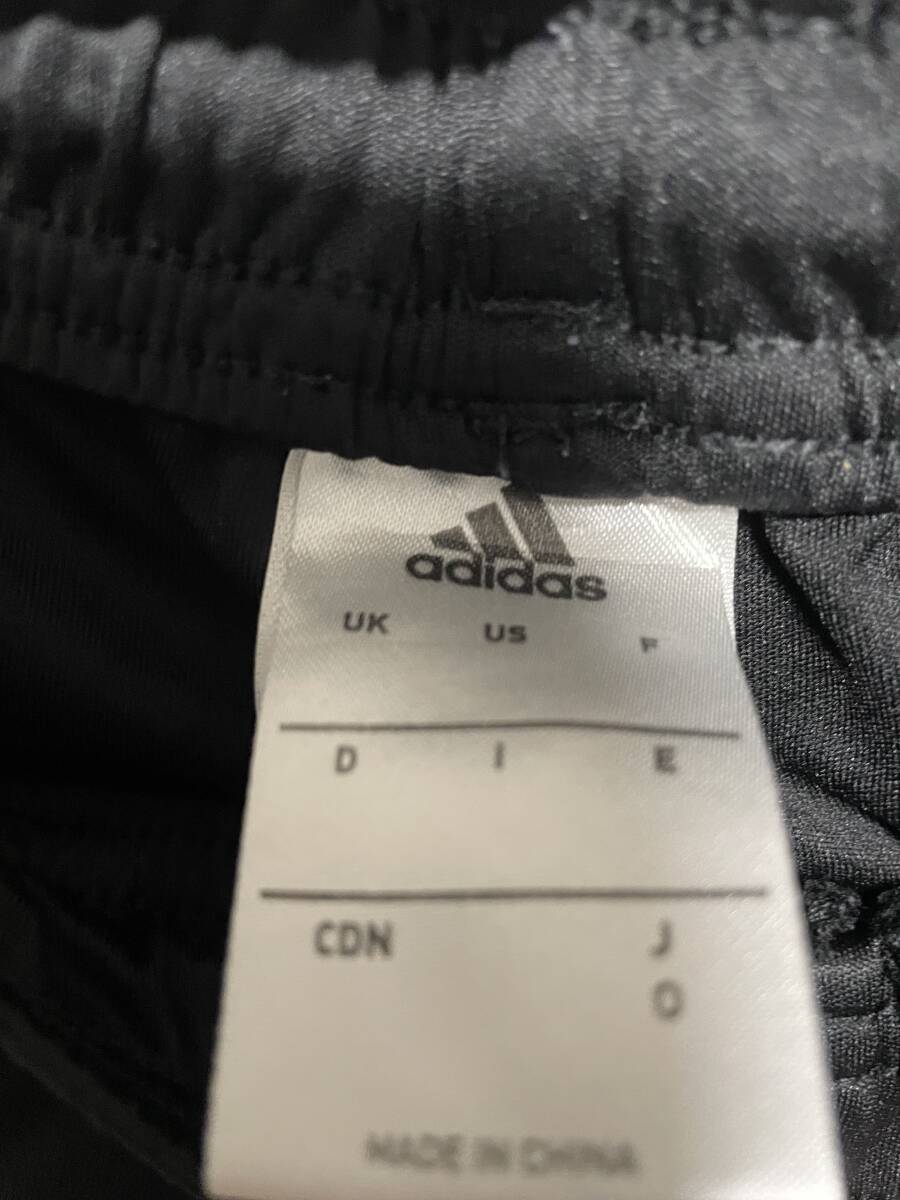 adidas
UK US F
D I E
CDN J
O
MADE IN CHINA